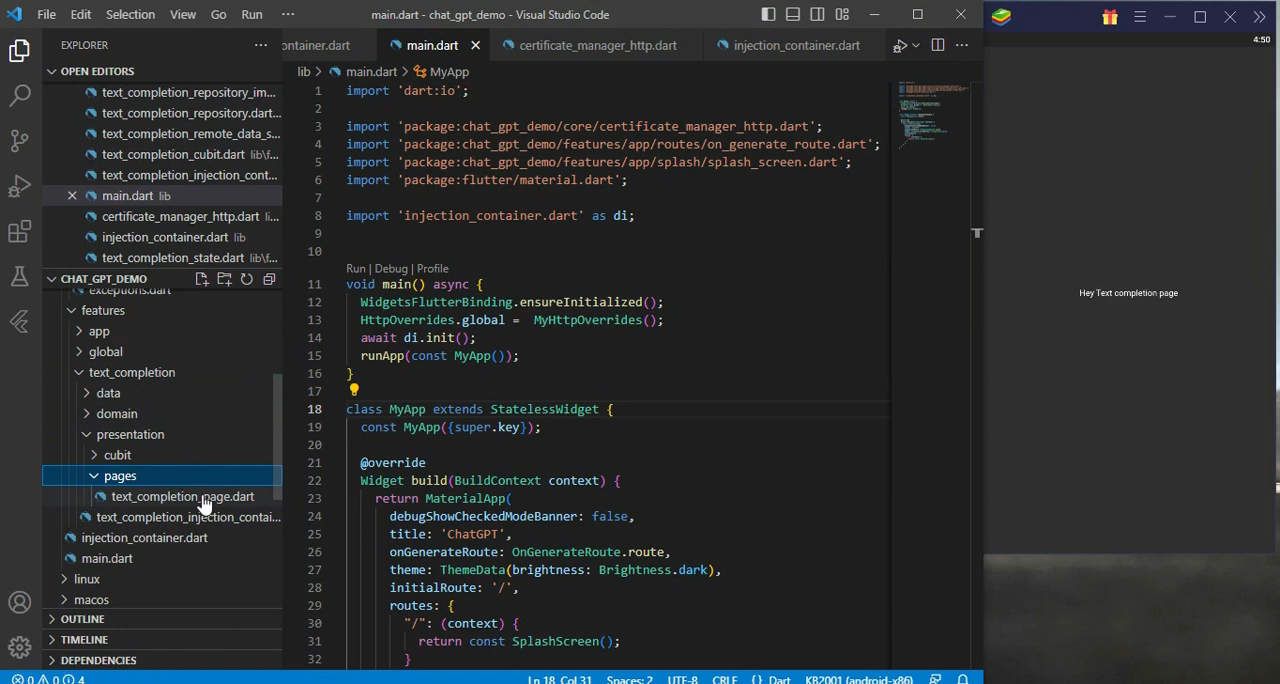 File Edit Selection View Go Run ··· main.dart - chat_gpt_demo - Visual Studio Code
4:50
EXPLORER ···
OPEN EDITORS
text_completion_repository_im...
text_completion_repository.dart...
text_completion_remote_data_s...
text_completion_cubit.dart lib\f...
text_completion_injection_cont...
main.dart lib
certificate_manager_http.dart li...
injection_container.dart lib
text_completion_state.dart lib\f...
CHAT_GPT_DEMO
exceptions.dart
features
app
global
text_completion
data
domain
presentation
cubit
pages
text_completion_page.dart
text_completion_injection_contai...
injection_container.dart
main.dart
linux
macos
OUTLINE
TIMELINE
DEPENDENCIES
ontainer.dart main.dart certificate_manager_http.dart injection_container.dart
lib > main.dart > MyApp
1 import 'dart:io';
2
3 import 'package:chat_gpt_demo/core/certificate_manager_http.dart';
4 import 'package:chat_gpt_demo/features/app/routes/on_generate_route.dart';
5 import 'package:chat_gpt_demo/features/app/splash/splash_screen.dart';
6 import 'package:flutter/material.dart';
7
8 import 'injection_container.dart' as di;
9
10
Run | Debug | Profile
11 void main() async {
12 WidgetsFlutterBinding.ensureInitialized();
13 HttpOverrides.global = MyHttpOverrides();
14 await di.init();
15 runApp(const MyApp());
16 }
17
18 class MyApp extends StatelessWidget {
19 const MyApp({super.key});
20
21 @override
22 Widget build(BuildContext context) {
23 return MaterialApp(
24 debugShowCheckedModeBanner: false,
25 title: 'ChatGPT',
26 onGenerateRoute: OnGenerateRoute.route,
27 theme: ThemeData(brightness: Brightness.dark),
28 initialRoute: '/',
29 routes: {
30 "/": (context) {
31 return const SplashScreen();
32 }
Hey Text completion page
0 0 4 Ln 18, Col 31 Spaces: 2 UTF-8 CRLF {} Dart KB2001 (android-x86)